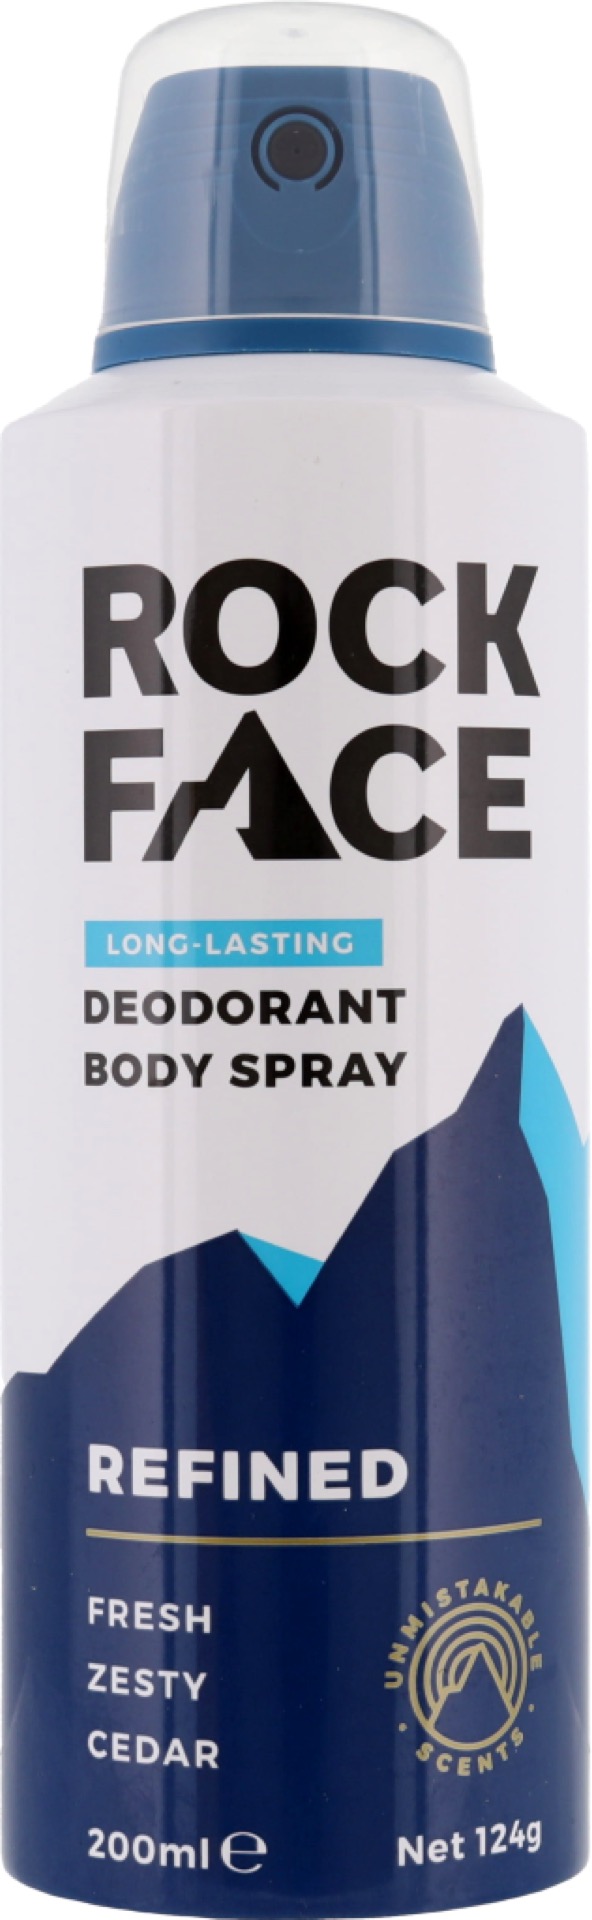 ROCK
FACE
LONG-LASTING
DEODORANT
BODY SPRAY
REFINED
FRESH
ZESTY
CEDAR
UNMISTAKABLE
SCENTS
200ml ℮
Net 124g